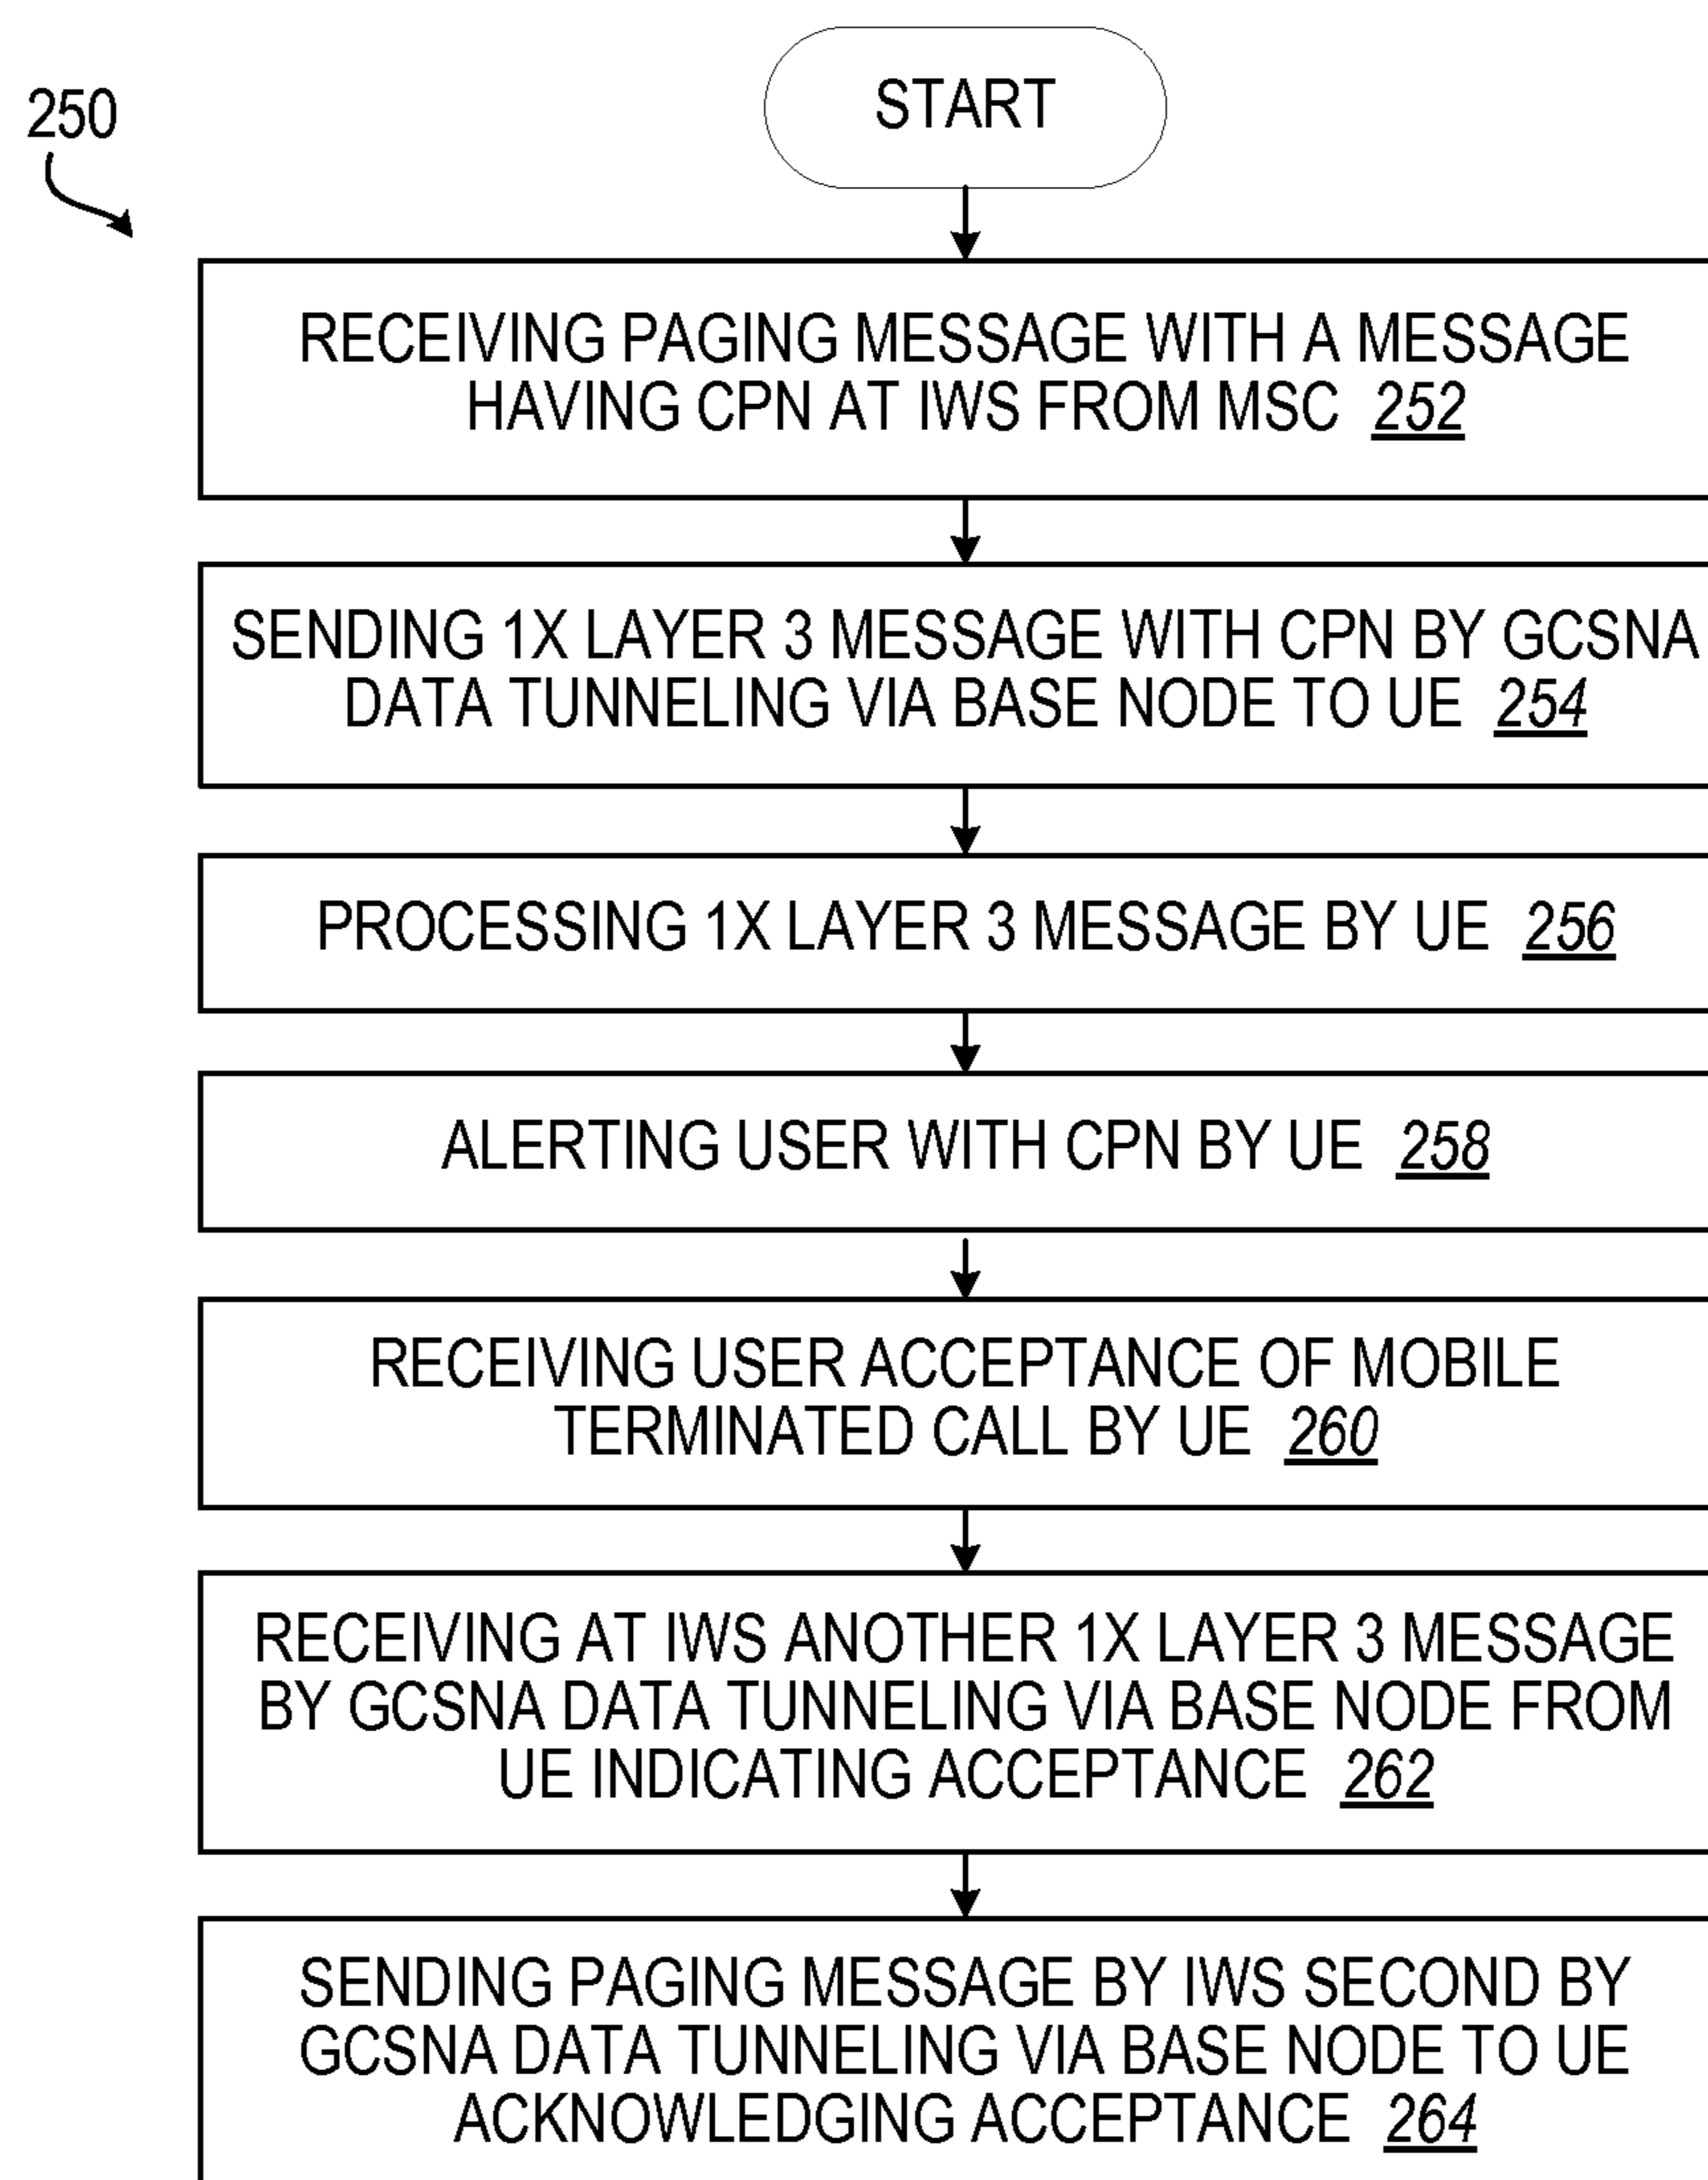 START
250
RECEIVING PAGING MESSAGE WITH A MESSAGE
HAVING CPN AT IWS FROM MSC 252
SENDING 1X LAYER 3 MESSAGE WITH CPN BY GCSNA
DATA TUNNELING VIA BASE NODE TO UE 254
PROCESSING 1X LAYER 3 MESSAGE BY UE 256
ALERTING USER WITH CPN BY UE 258
RECEIVING USER ACCEPTANCE OF MOBILE
TERMINATED CALL BY UE 260
RECEIVING AT IWS ANOTHER 1X LAYER 3 MESSAGE
BY GCSNA DATA TUNNELING VIA BASE NODE FROM
UE INDICATING ACCEPTANCE 262
SENDING PAGING MESSAGE BY IWS SECOND BY
GCSNA DATA TUNNELING VIA BASE NODE TO UE
ACKNOWLEDGING ACCEPTANCE 264